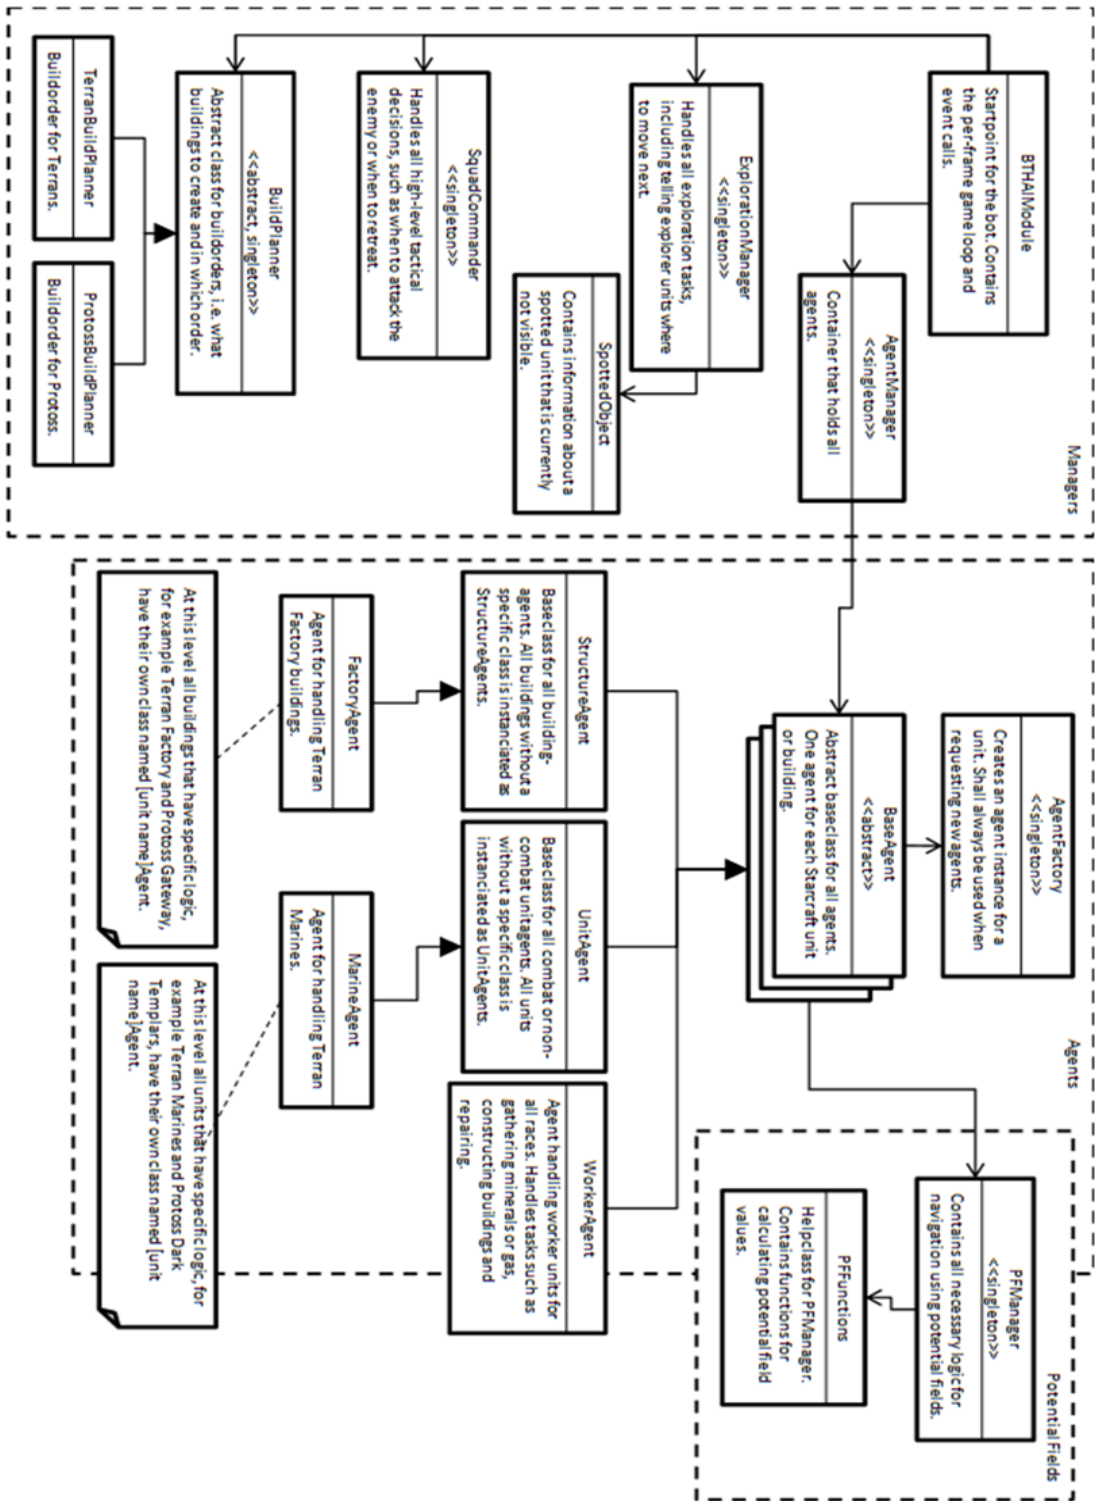 Managers
BTHAIModule
Startpoint for the bot. Contains
the per-frame game loop and
event calls.
AgentManager
<<singleton>>
Container that holds all
agents.
ExplorationManager
<<singleton>>
Handles all exploration tasks,
including telling explorer units where
to move next.
SpottedObject
Contains information about a
spotted unit that is currently
not visible.
SquadCommander
<<singleton>>
Handles all high-level tactical
decisions, such as when to attack the
enemy or when to retreat.
BuildPlanner
<<abstract, singleton>>
Abstract class for buildorders, i.e. what
buildings to create and in which order.
TerranBuildPlanner
Buildorder for Terrans.
ProtossBuildPlanner
Buildorder for Protoss.
Agents
AgentFactory
<<singleton>>
Creates an agent instance for a
unit. Shall always be used when
requesting new agents.
BaseAgent
<<abstract>>
Abstract baseclass for all agents.
One agent for each Starcraft unit
or building.
StructureAgent
Baseclass for all building-
agents. All buildings without a
specific class is instanciated as
StructureAgents.
UnitAgent
Baseclass for all combat or non-
combat unitagents. All units
without a specific class is
instanciated as UnitAgents.
WorkerAgent
Agent handling worker units for
all races. Handles tasks such as
gathering minerals or gas,
constructing buildings and
repairing.
FactoryAgent
Agent for handling Terran
Factory buildings.
MarineAgent
Agent for handling Terran
Marines.
At this level all buildings that have specific logic,
for example Terran Factory and Protoss Gateway,
have their own class named [unit name]Agent.
At this level all units that have specific logic, for
example Terran Marines and Protoss Dark
Templars, have their own class named [unit
name]Agent.
Potential Fields
PFManager
<<singleton>>
Contains all necessary logic for
navigation using potential fields.
PFFunctions
Helpclass for PFManager.
Contains functions for
calculating potential field
values.